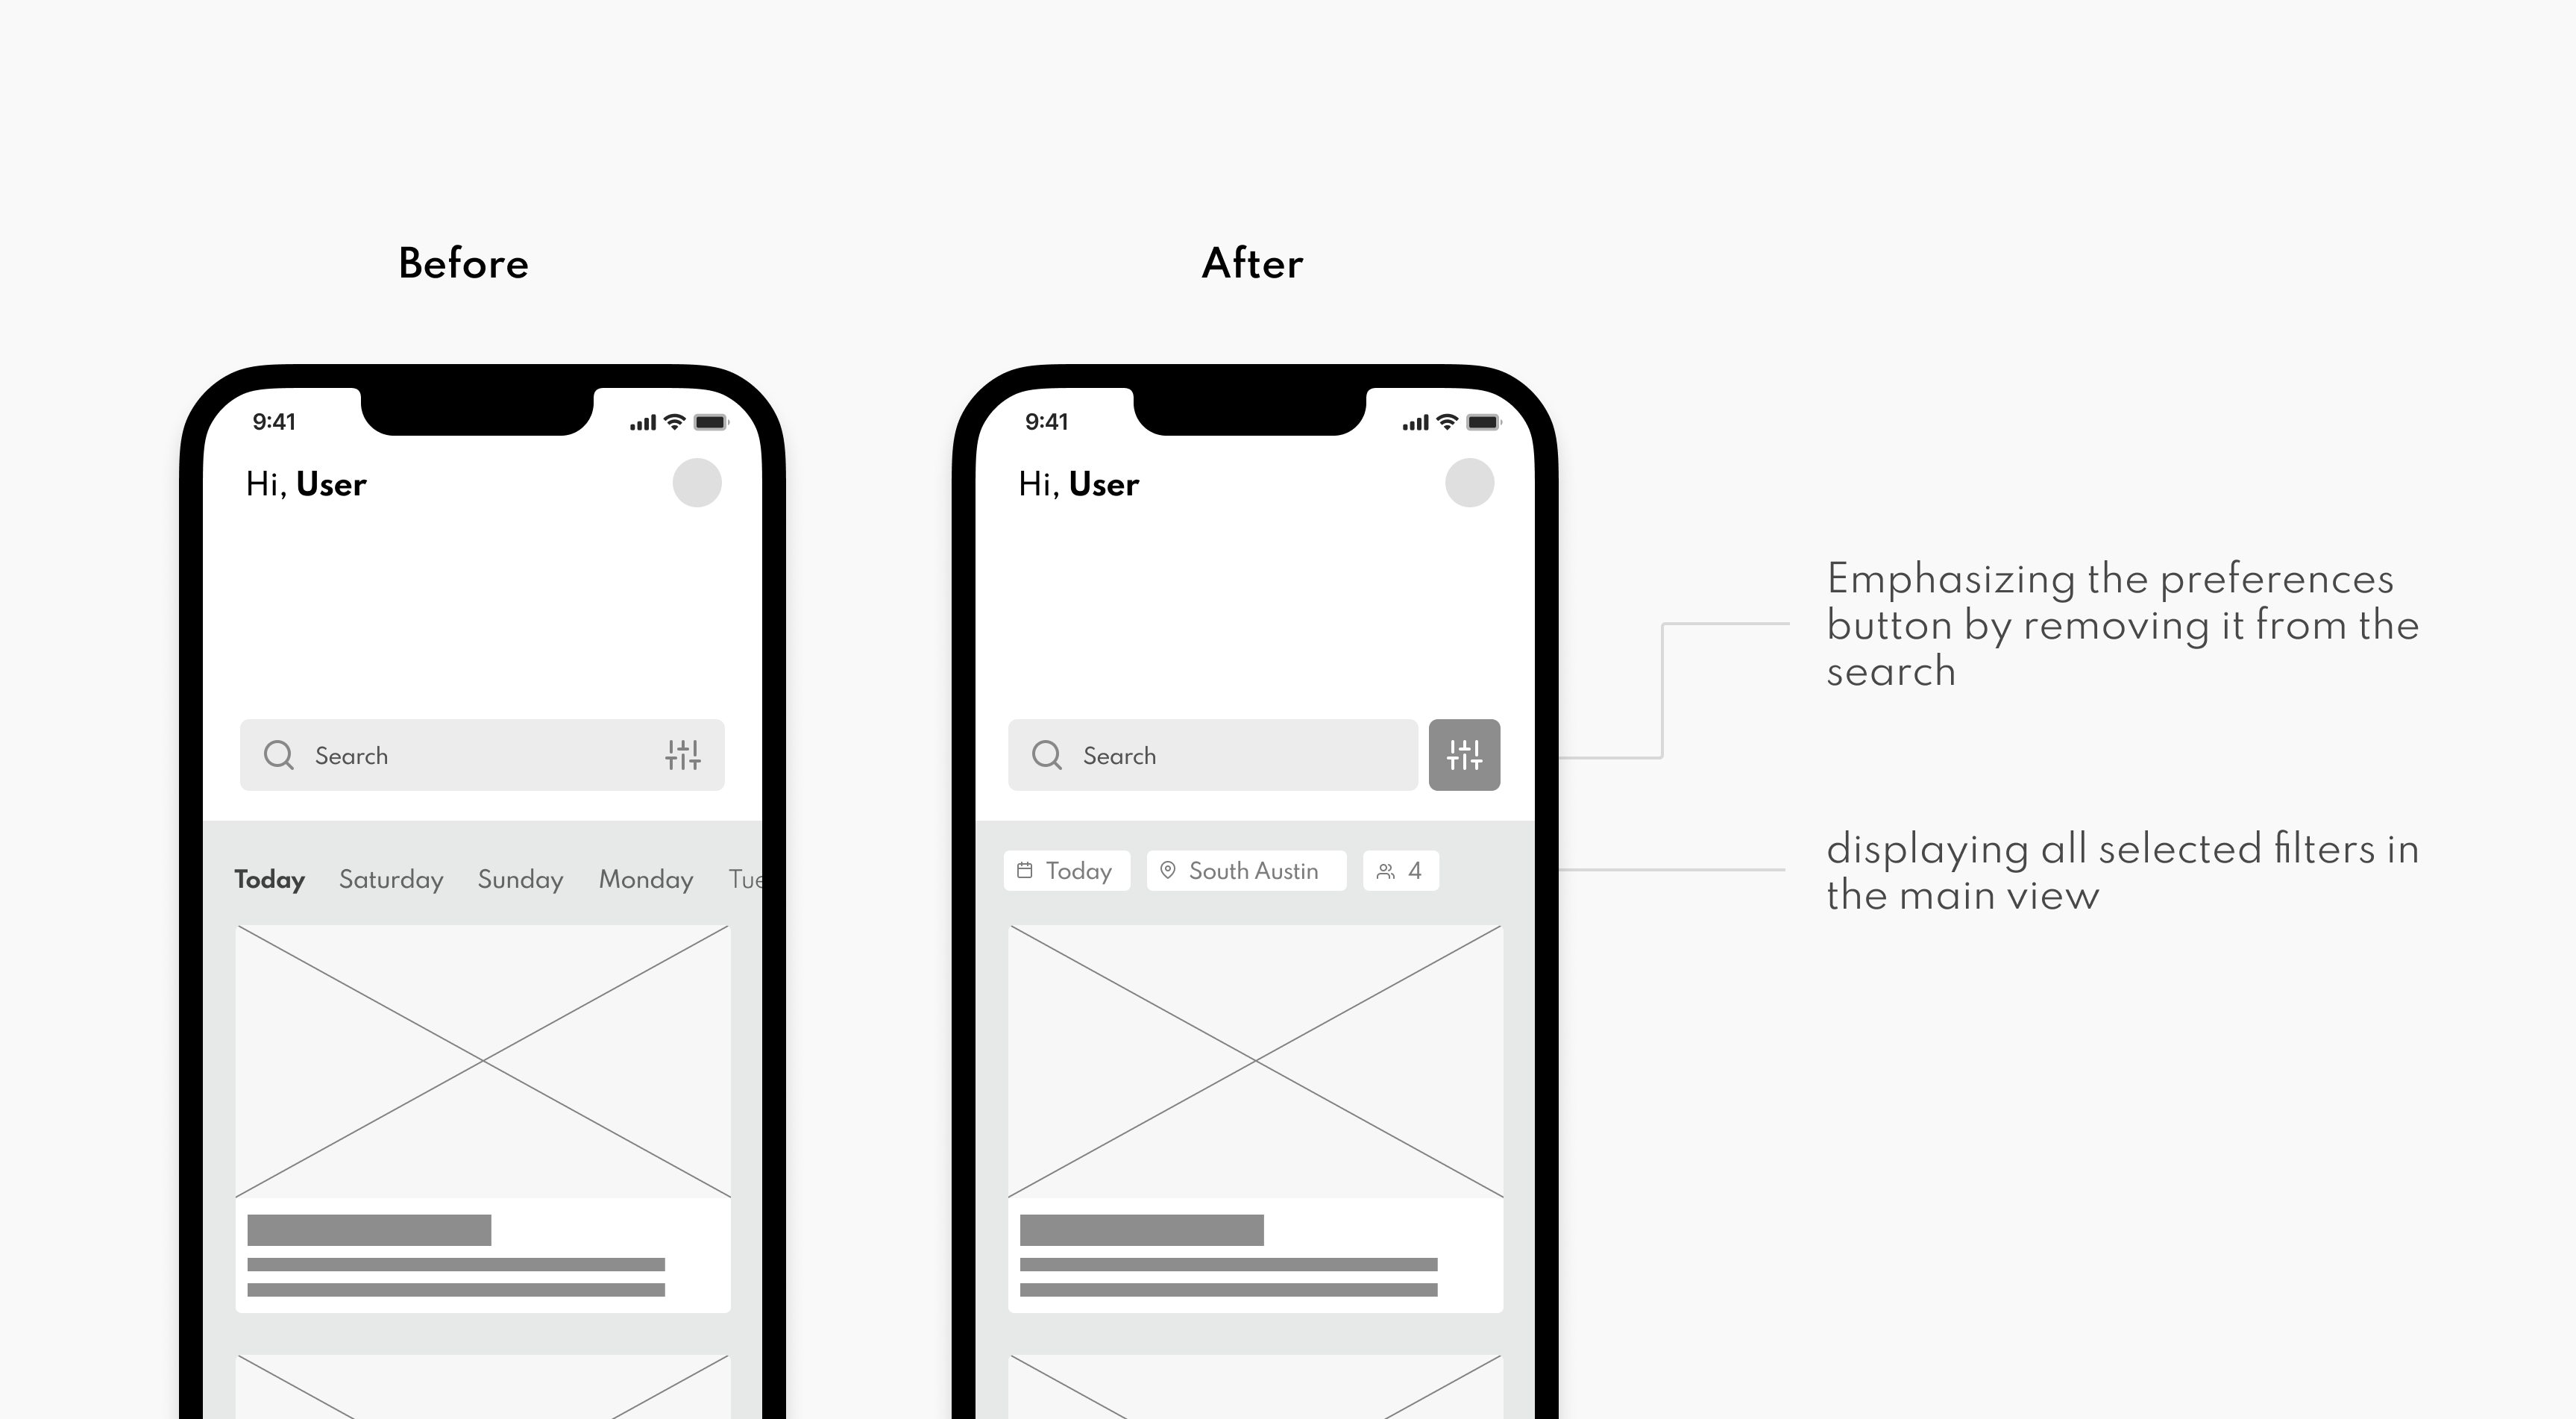 Before
After
9:41
Hi, User
Search
Today Saturday Sunday Monday Tue
9:41
Hi, User
Search
Today South Austin 4
Emphasizing the preferences
button by removing it from the
search
displaying all selected filters in
the main view